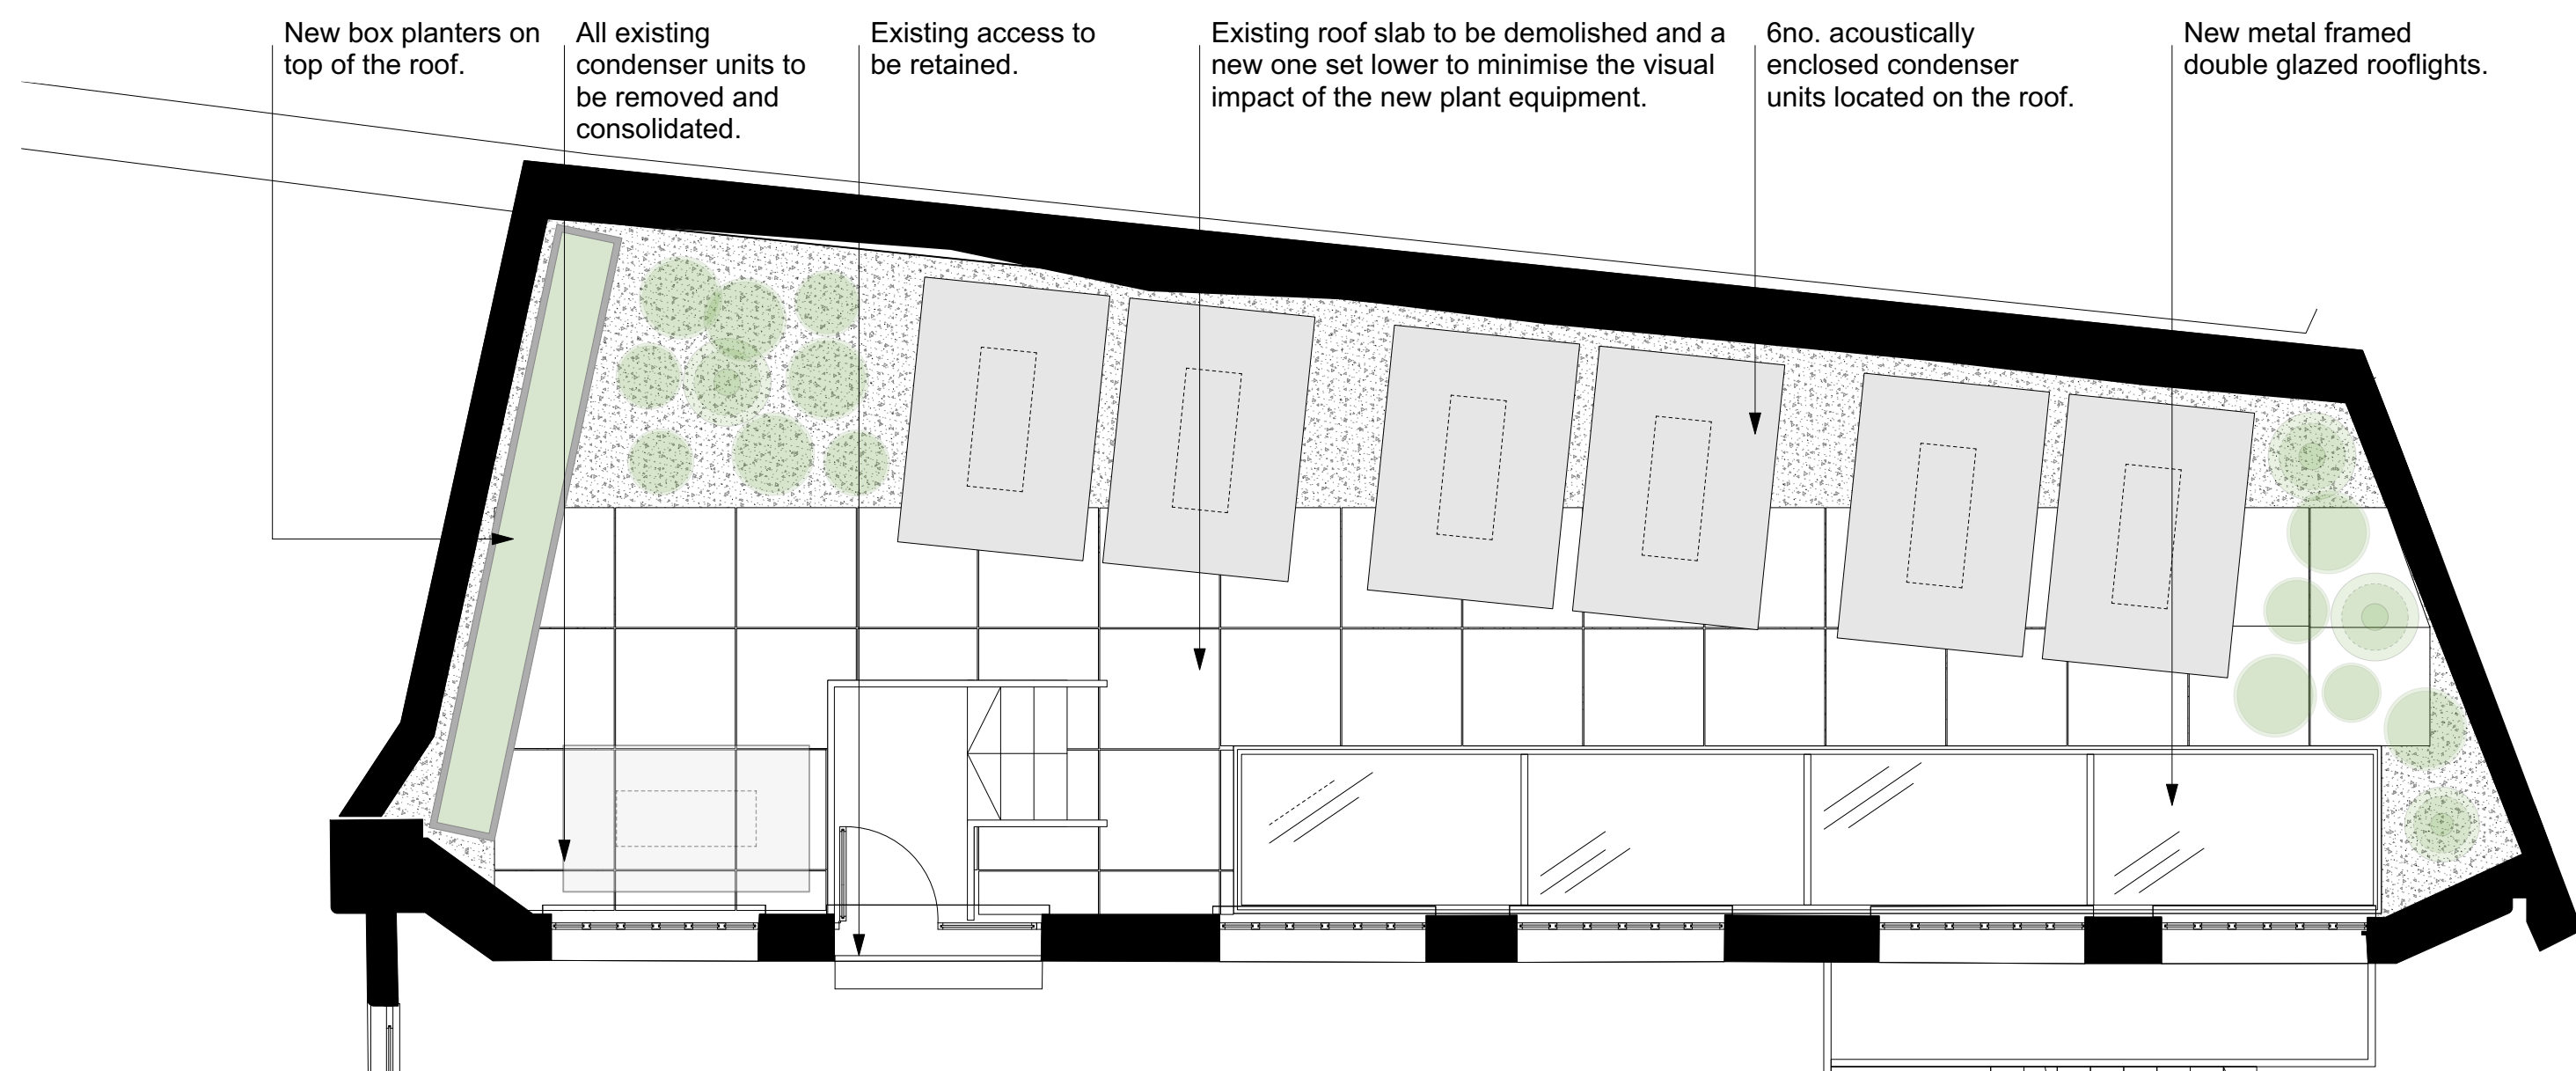 New box planters on
top of the roof.
All existing
condenser units to
be removed and
consolidated.
Existing access to
be retained.
Existing roof slab to be demolished and a
new one set lower to minimise the visual
impact of the new plant equipment.
6no. acoustically
enclosed condenser
units located on the roof.
New metal framed
double glazed rooflights.